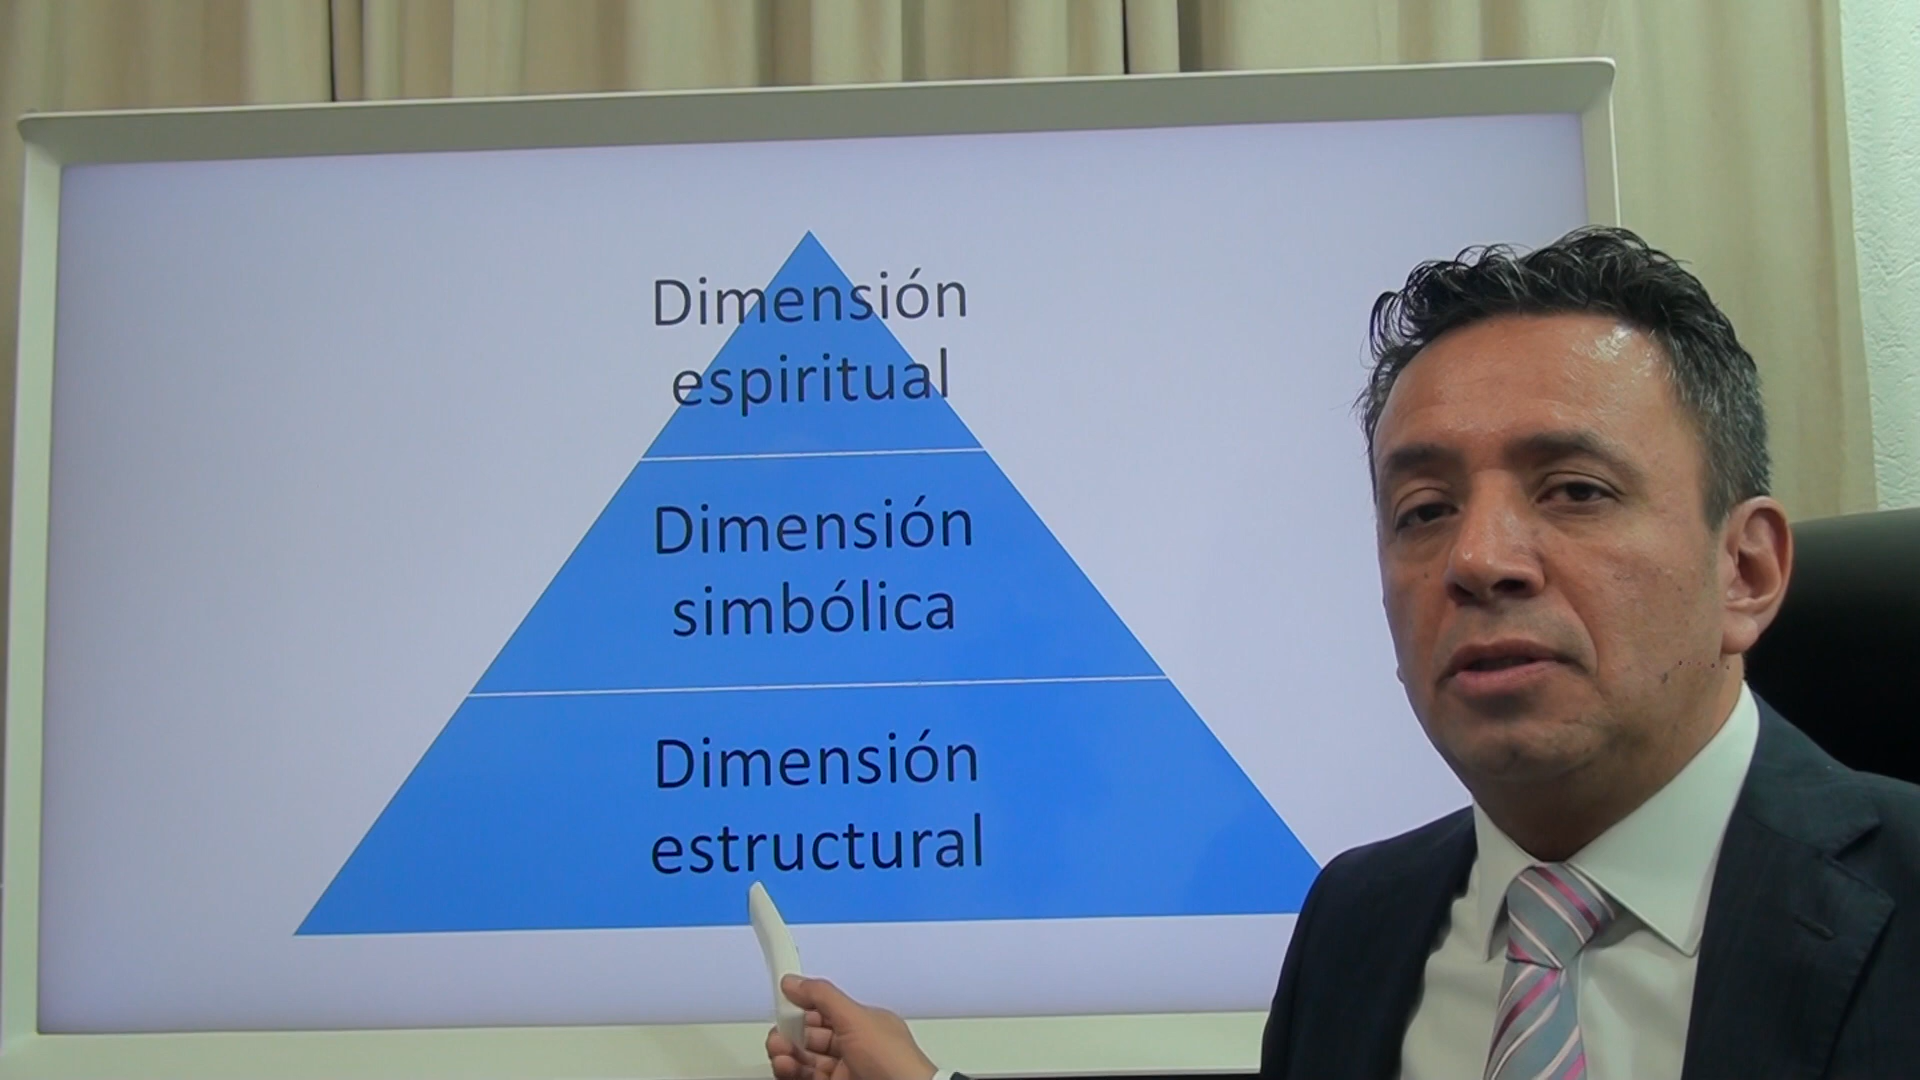 Dimensión
espiritual
Dimensión
simbólica
Dimensión
estructural